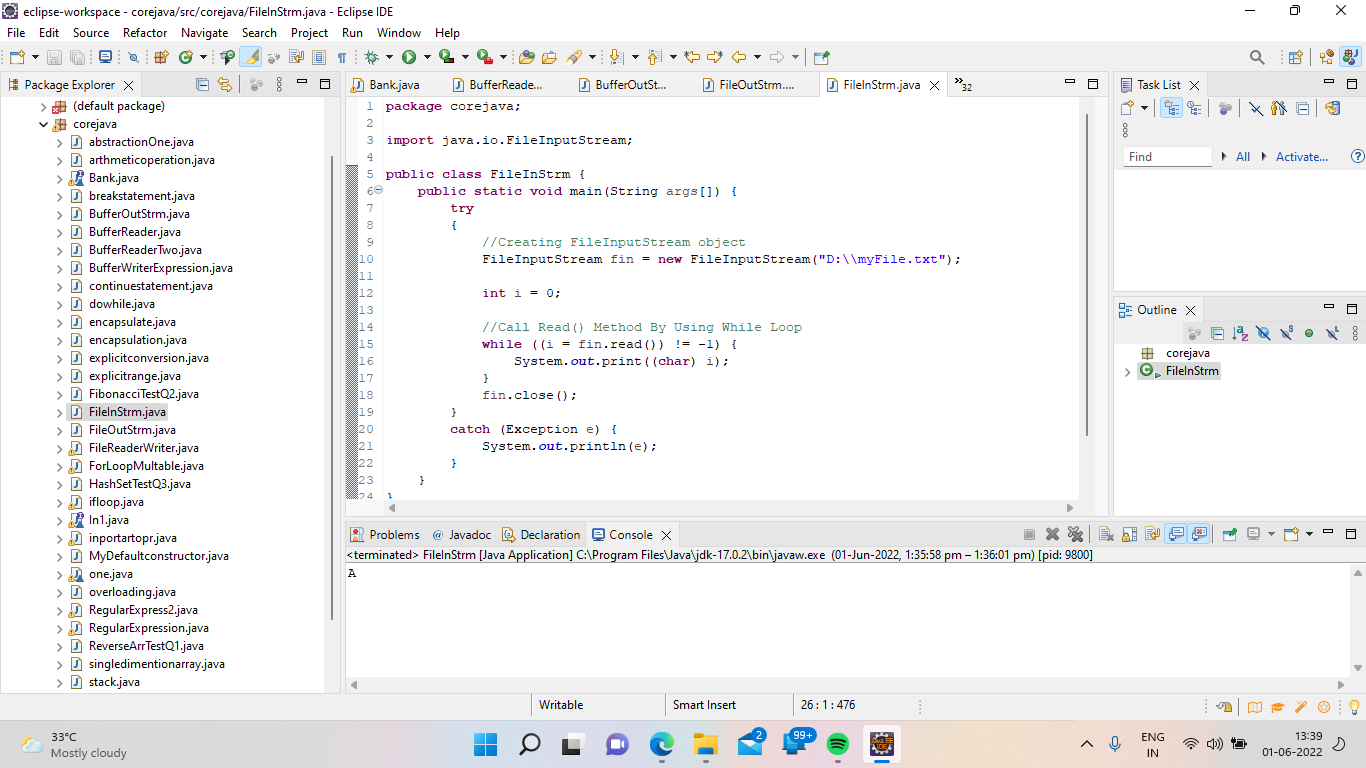 eclipse-workspace - corejava/src/corejava/FileInStrm.java - Eclipse IDE
File Edit Source Refactor Navigate Search Project Run Window Help
Package Explorer
(default package)
corejava
abstractionOne.java
arthmeticoperation.java
Bank.java
breakstatement.java
BufferOutStrm.java
BufferReader.java
BufferReaderTwo.java
BufferWriterExpression.java
continuestatement.java
dowhile.java
encapsulate.java
encapsulation.java
explicitconversion.java
explicitrange.java
FibonacciTestQ2.java
FileInStrm.java
FileOutStrm.java
FileReaderWriter.java
ForLoopMultable.java
HashSetTestQ3.java
ifloop.java
In1.java
inportartopr.java
MyDefaultconstructor.java
one.java
overloading.java
RegularExpress2.java
RegularExpression.java
ReverseArrTestQ1.java
singledimentionarray.java
stack.java
Bank.java BufferReade... BufferOutSt... FileOutStrm.... FileInStrm.java »32
1 package corejava;
2
3 import java.io.FileInputStream;
4
5 public class FileInStrm {
6 public static void main(String args[]) {
7 try
8 {
9 //Creating FileInputStream object
10 FileInputStream fin = new FileInputStream("D:\\myFile.txt");
11
12 int i = 0;
13
14 //Call Read() Method By Using While Loop
15 while ((i = fin.read()) != -1) {
16 System.out.print((char) i);
17 }
18 fin.close();
19 }
20 catch (Exception e) {
21 System.out.println(e);
22 }
23 }
24 }
Task List
Find All Activate...
Outline
corejava
FileInStrm
Problems @ Javadoc Declaration Console
<terminated> FileInStrm [Java Application] C:\Program Files\Java\jdk-17.0.2\bin\javaw.exe (01-Jun-2022, 1:35:58 pm – 1:36:01 pm) [pid: 9800]
A
Writable Smart Insert 26 : 1 : 476
33°C
Mostly cloudy
2
99+
Java EE
IDE
ENG
IN
13:39
01-06-2022